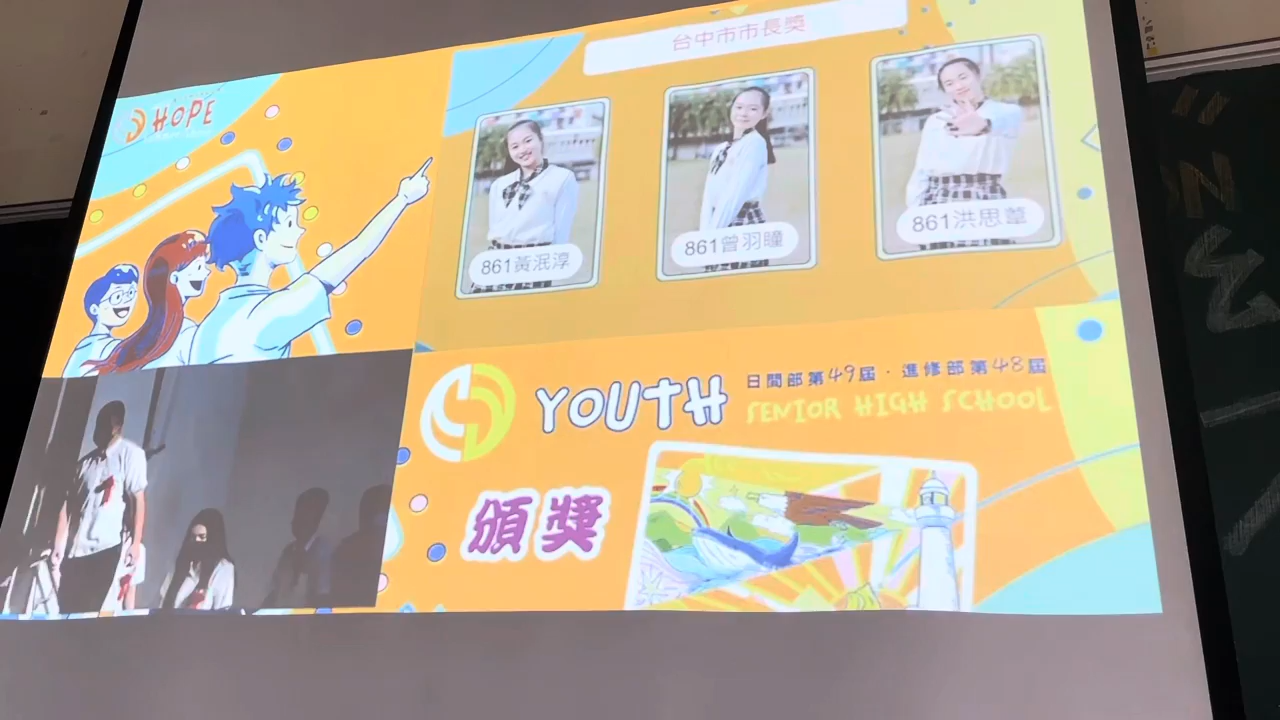 HOPE
台中市市長獎
861黃泯淳
861曾羽瞳
861洪思葦
YOUTH
日間部第49屆・進修部第48屆
SENIOR HIGH SCHOOL
頒獎